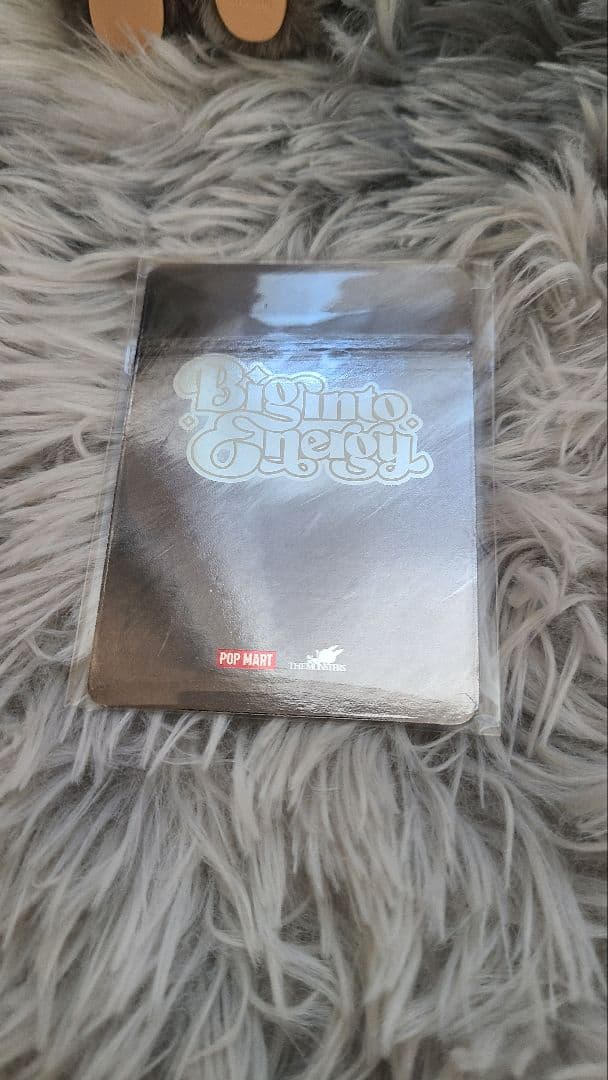 Big into
Energy
POP MART
THE MONSTERS